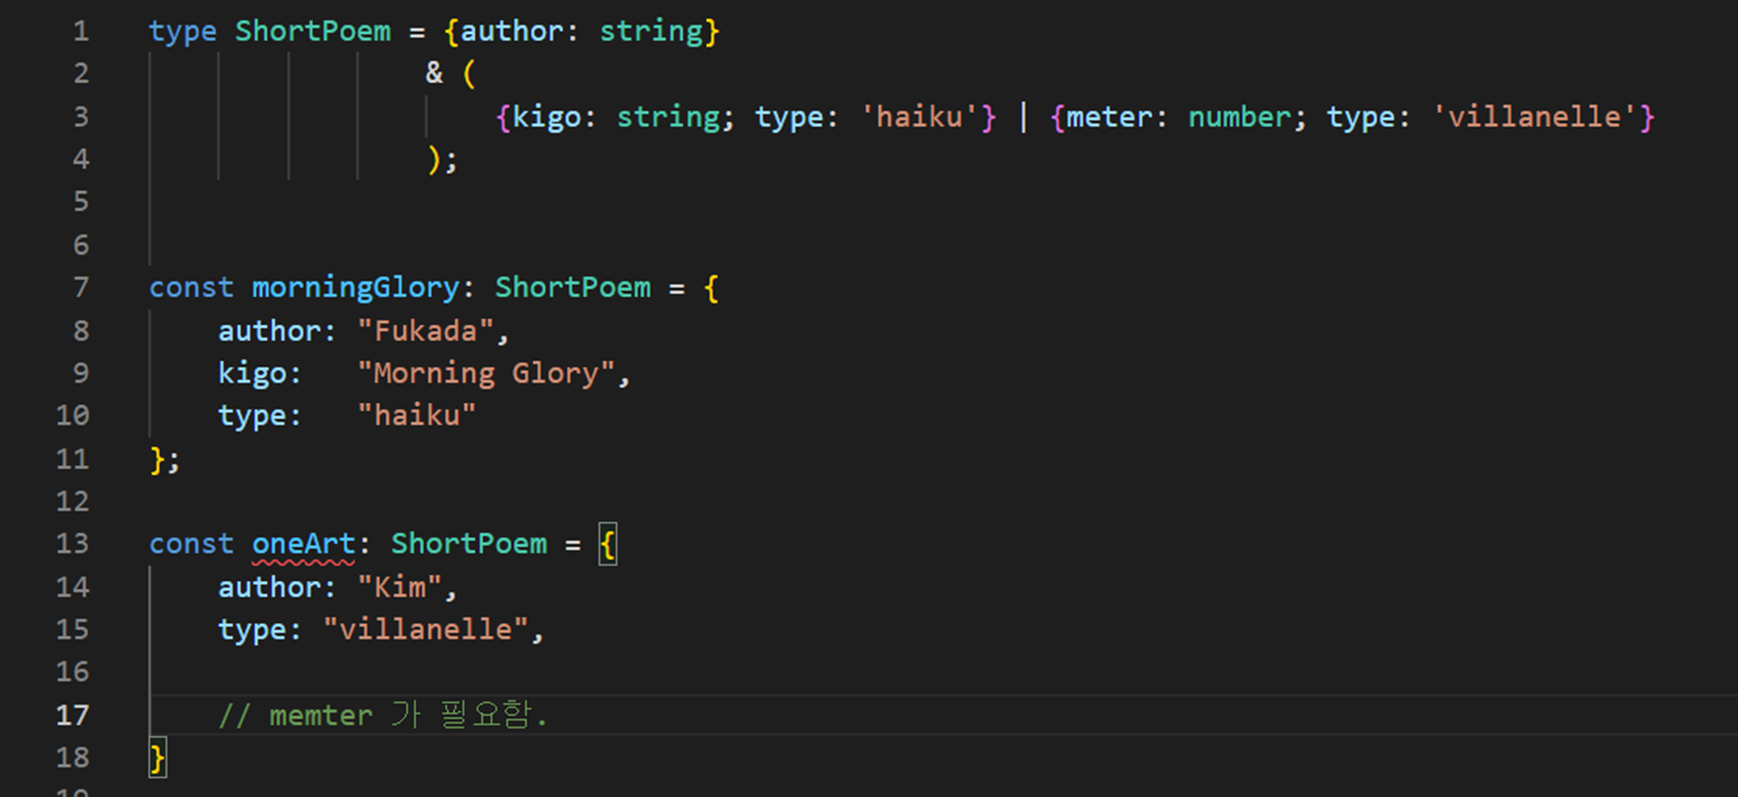 1 type ShortPoem = {author: string}
2 & (
3 {kigo: string; type: 'haiku'} | {meter: number; type: 'villanelle'}
4 );
5
6
7 const morningGlory: ShortPoem = {
8 author: "Fukada",
9 kigo: "Morning Glory",
10 type: "haiku"
11 };
12
13 const oneArt: ShortPoem = {
14 author: "Kim",
15 type: "villanelle",
16
17 // memter 가 필요함.
18 }